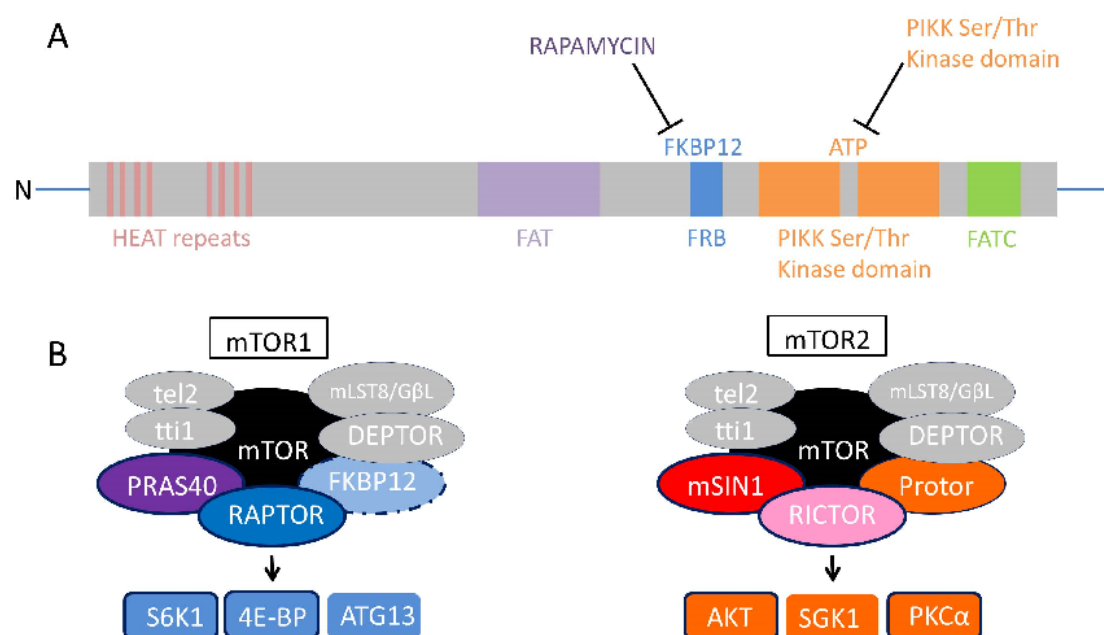 A
RAPAMYCIN
PIKK Ser/Thr
Kinase domain
FKBP12
ATP
N
HEAT repeats
FAT
FRB
PIKK Ser/Thr
Kinase domain
FATC
B
mTOR1
tel2
mLST8/GβL
tti1
DEPTOR
mTOR
PRAS40
FKBP12
RAPTOR
S6K1
4E-BP
ATG13
mTOR2
tel2
mLST8/GβL
tti1
DEPTOR
mTOR
mSIN1
Protor
RICTOR
AKT
SGK1
PKCα